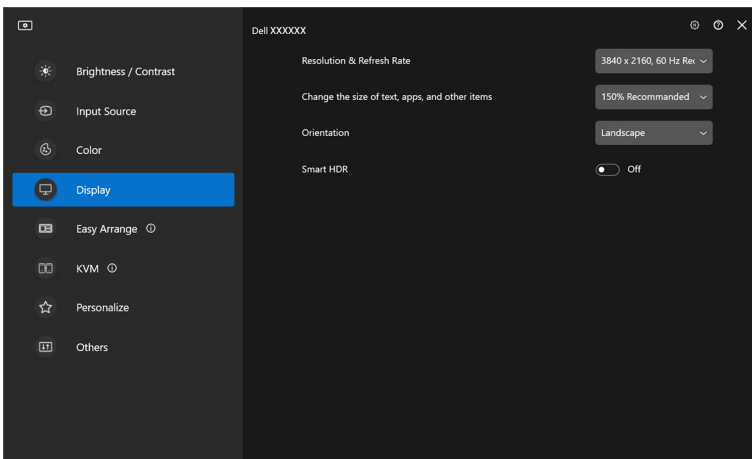 Dell XXXXXX
Brightness / Contrast
Input Source
Color
Display
Easy Arrange
KVM
Personalize
Others
Resolution & Refresh Rate
3840 x 2160, 60 Hz Rec
Change the size of text, apps, and other items
150% Recommanded
Orientation
Landscape
Smart HDR
Off